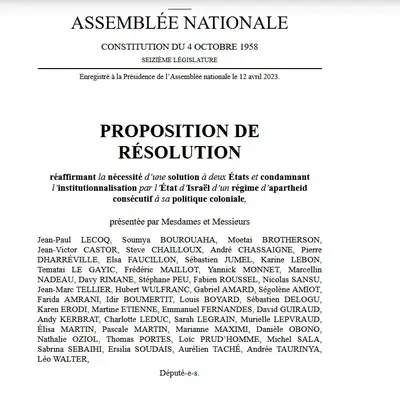 ASSEMBLÉE NATIONALE
CONSTITUTION DU 4 OCTOBRE 1958
SEIZIÈME LÉGISLATURE
Enregistré à la Présidence de l'Assemblée nationale le 12 avril 2023.
PROPOSITION DE
RÉSOLUTION
réaffirmant la nécessité d'une solution à deux États et condamnant
l'institutionnalisation par l'État d'Israël d'un régime d'apartheid
consécutif à sa politique coloniale,
présentée par Mesdames et Messieurs
Jean-Paul LECOQ, Soumya BOUROUAHA, Moetai BROTHERSON,
Jean-Victor CASTOR, Steve CHAILLOUX, André CHASSAIGNE, Pierre
DHARRÉVILLE, Elsa FAUCILLON, Sébastien JUMEL, Karine LEBON,
Tematai LE GAYIC, Frédéric MAILLOT, Yannick MONNET, Marcellin
NADEAU, Davy RIMANE, Stéphane PEU, Fabien ROUSSEL, Nicolas SANSU,
Jean-Marc TELLIER, Hubert WULFRANC, Gabriel AMARD, Ségolène AMIOT,
Farida AMRANI, Idir BOUMERTIT, Louis BOYARD, Sébastien DELOGU,
Karen ERODI, Martine ETIENNE, Emmanuel FERNANDES, David GUIRAUD,
Andy KERBRAT, Charlotte LEDUC, Sarah LEGRAIN, Murielle LEPVRAUD,
Élisa MARTIN, Pascale MARTIN, Marianne MAXIMI, Danièle OBONO,
Nathalie OZIOL, Thomas PORTES, Loïc PRUD'HOMME, Michel SALA,
Sabrina SEBAIHI, Ersilia SOUDAIS, Aurélien TACHÉ, Andrée TAURINYA,
Léo WALTER,
Député-e-s.